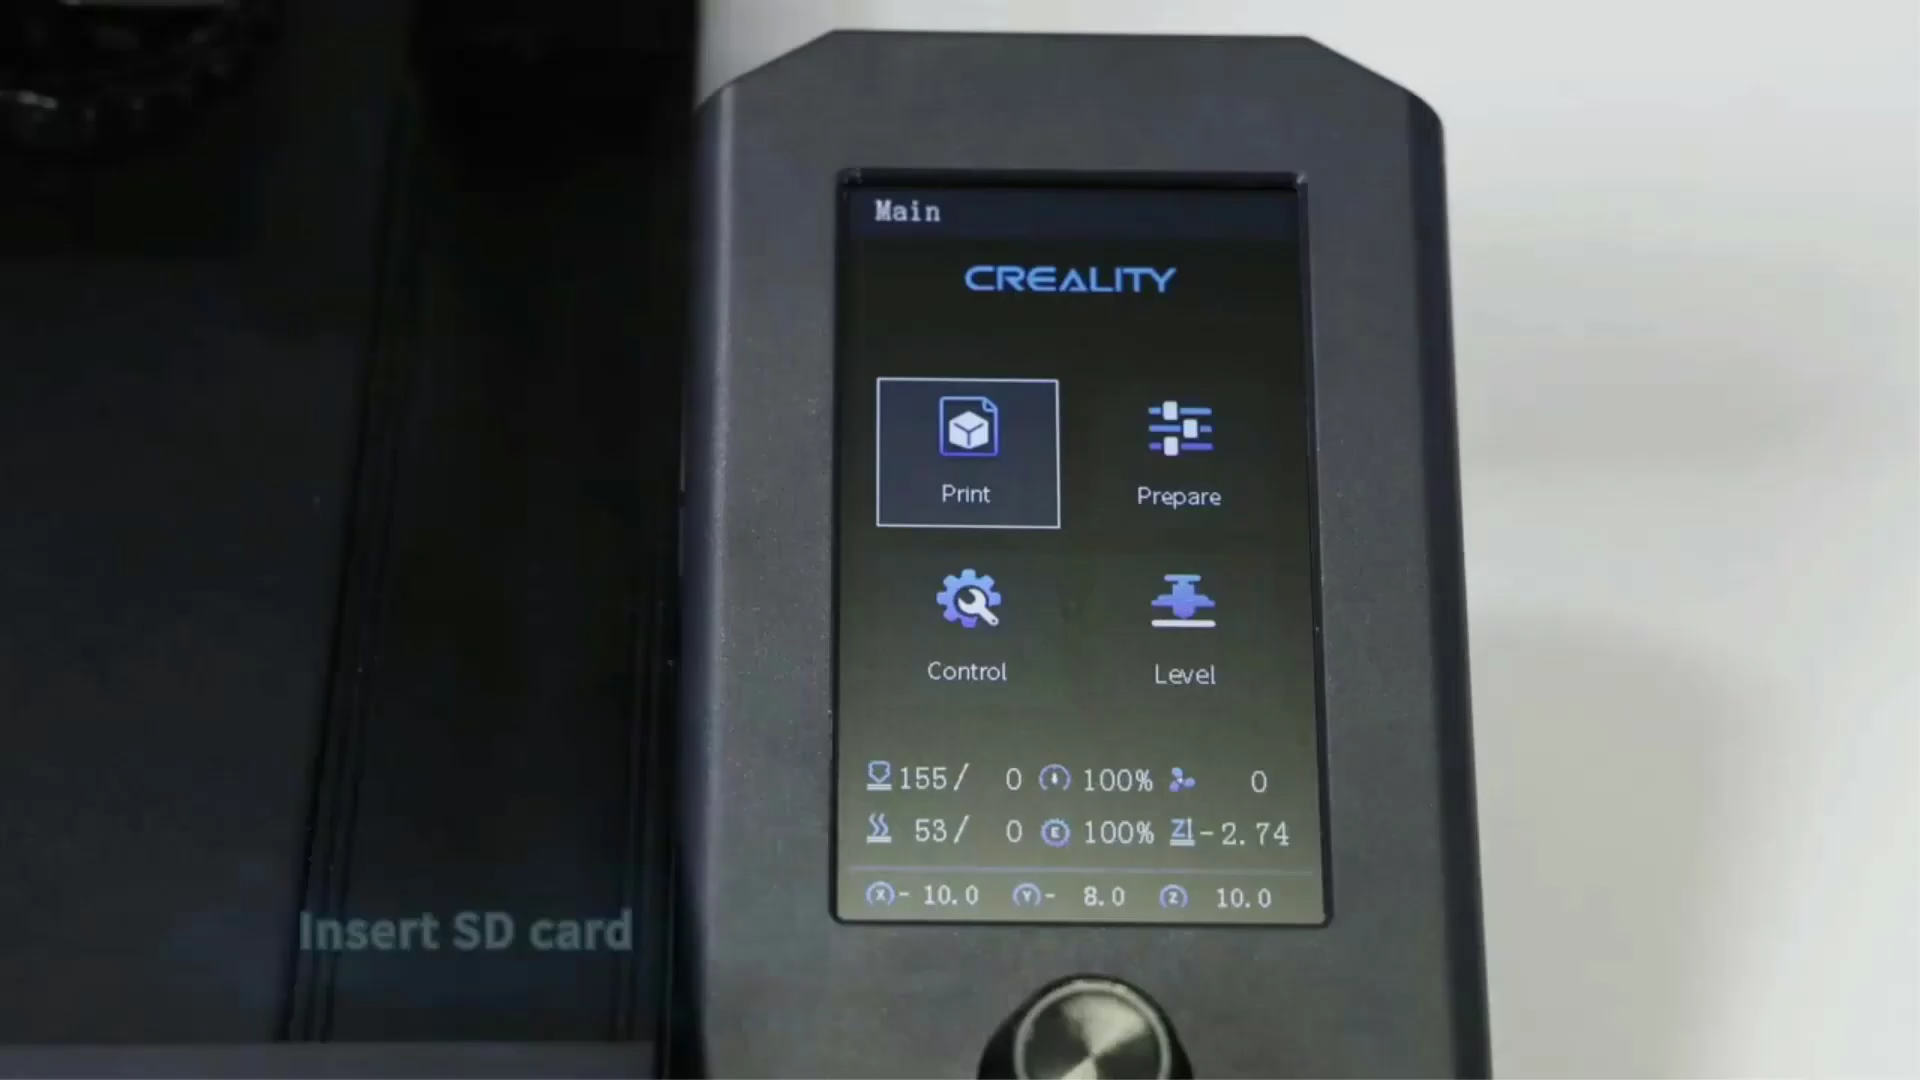 Main
CREALITY
Print
Prepare
Control
Level
155/ 0 100% 0
53/ 0 E 100% Z -2.74
X - 10.0 Y - 8.0 Z 10.0
Insert SD card